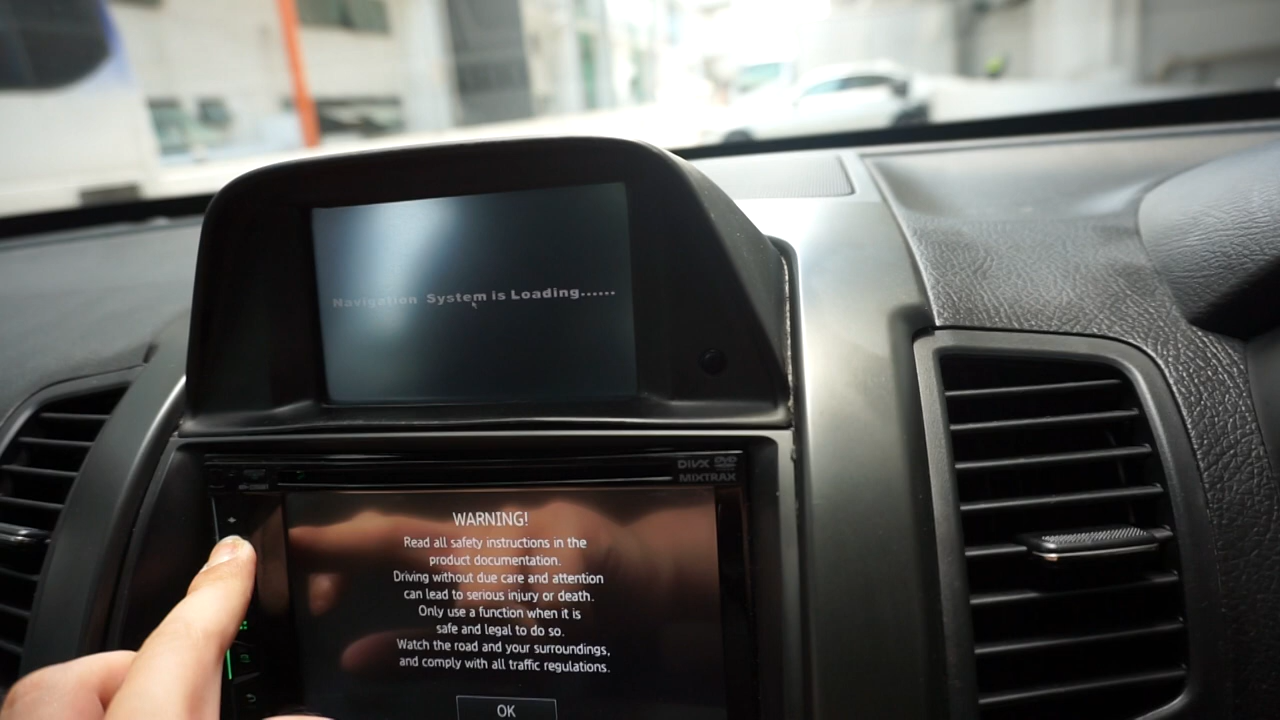 Navigation System is Loading......
DIVX DVD
MIXTRAX
WARNING!
Read all safety instructions in the
product documentation.
Driving without due care and attention
can lead to serious injury or death.
Only use a function when it is
safe and legal to do so.
Watch the road and your surroundings,
and comply with all traffic regulations.
OK